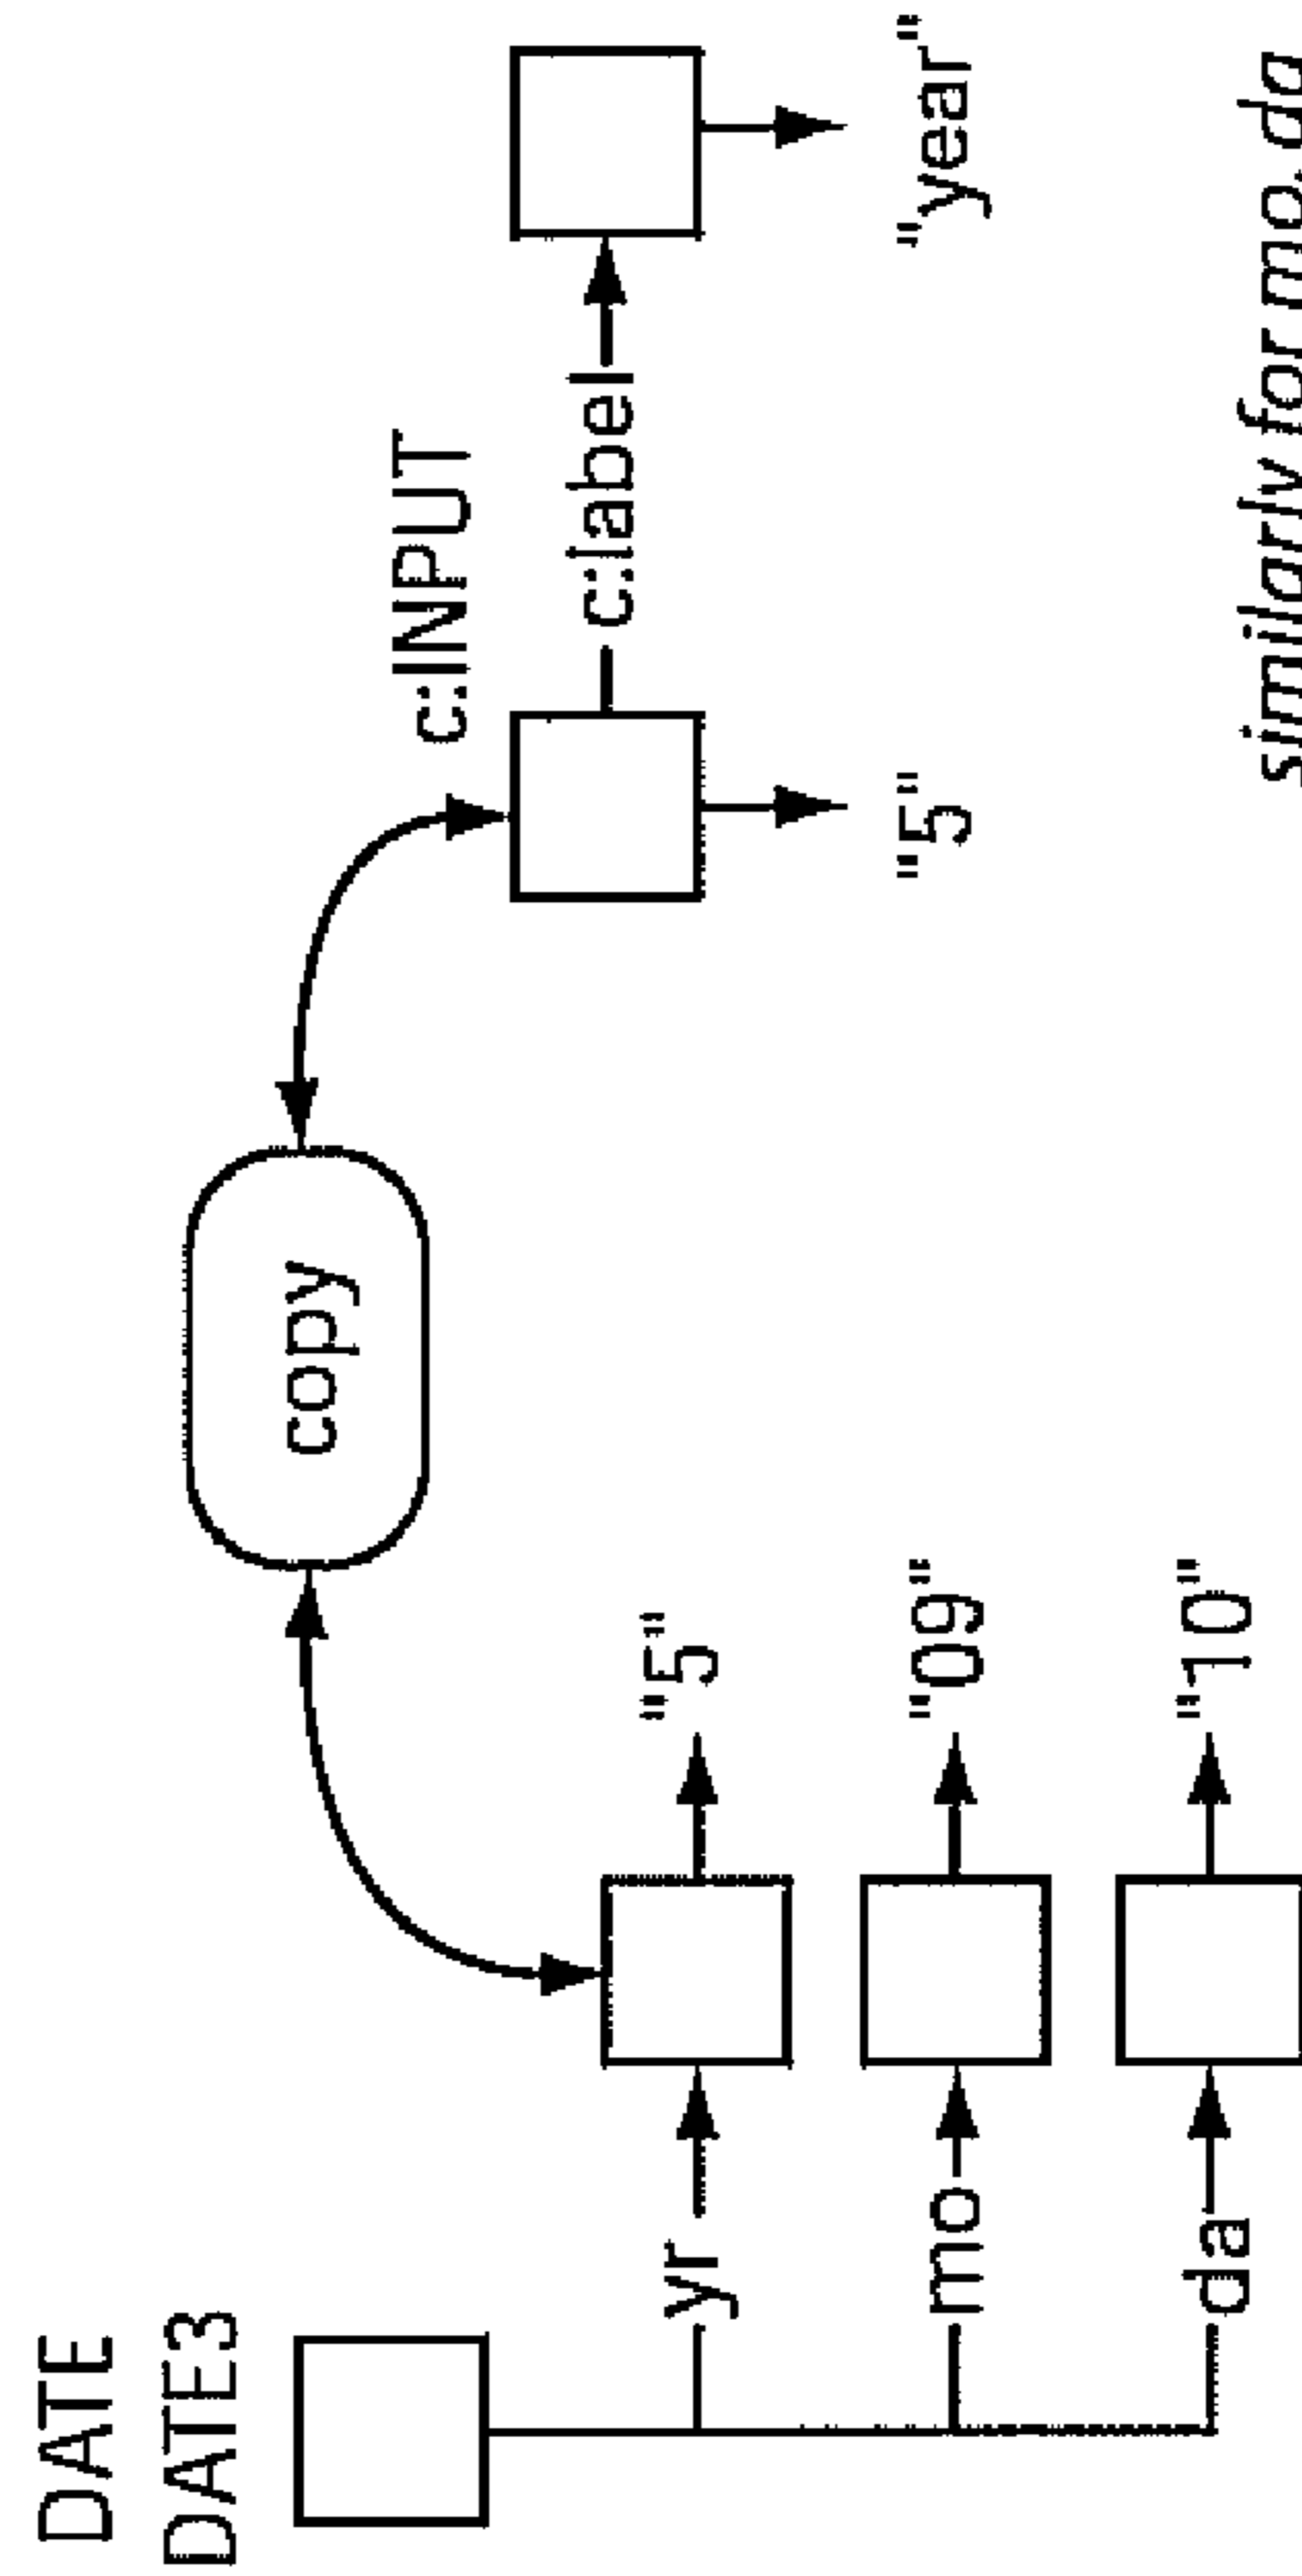 DATE
DATE3
copy
c:INPUT
c:label
yr
"5"
"5"
"year"
mo
"09"
da
"10"
similarly for mo, da